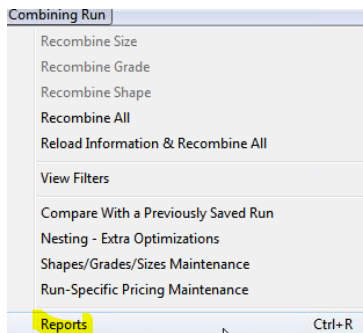 Combining Run
Recombine Size
Recombine Grade
Recombine Shape
Recombine All
Reload Information & Recombine All
View Filters
Compare With a Previously Saved Run
Nesting - Extra Optimizations
Shapes/Grades/Sizes Maintenance
Run-Specific Pricing Maintenance
Reports Ctrl+R